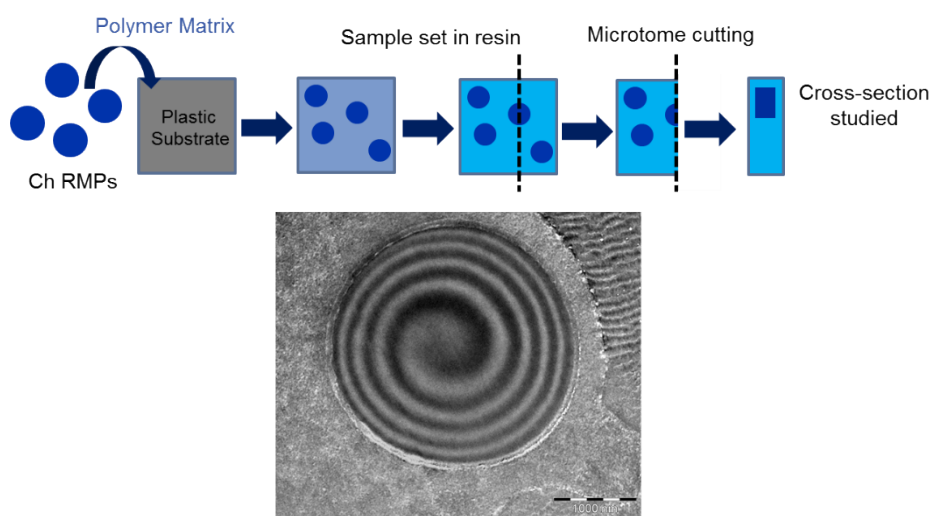 Polymer Matrix
Sample set in resin
Microtome cutting
Plastic
Substrate
Cross-section
studied
Ch RMPs
1000 nm